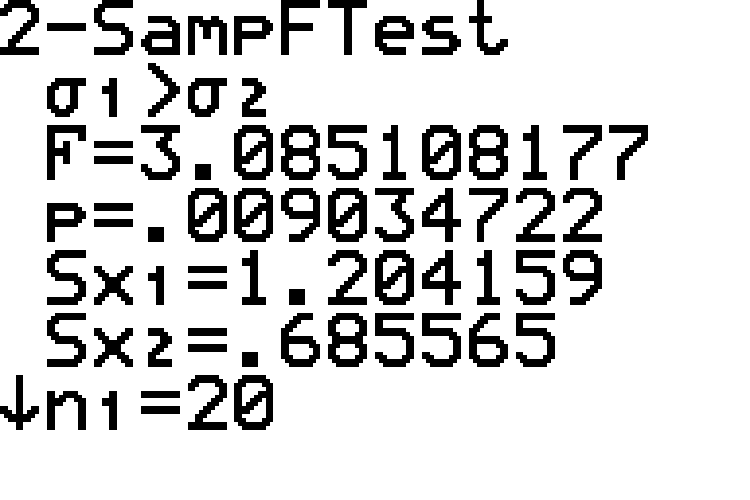 2-SampFTest
σ1>σ2
F=3.085108177
p=.009034722
Sx1=1.204159
Sx2=.685565
↓n1=20